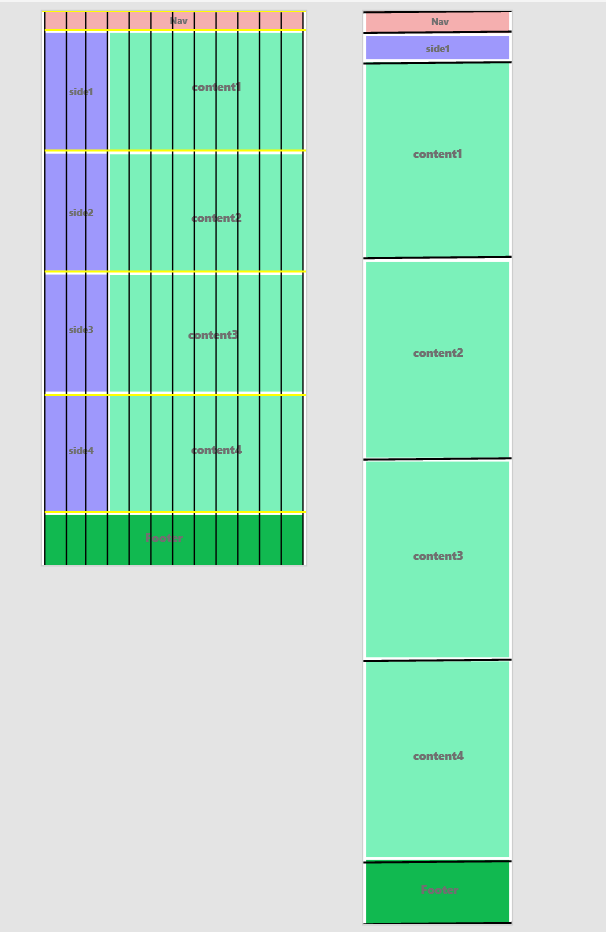 Nav
side1
content1
side2
content2
side3
content3
side4
content4
Footer
Nav
side1
content1
content2
content3
content4
Footer